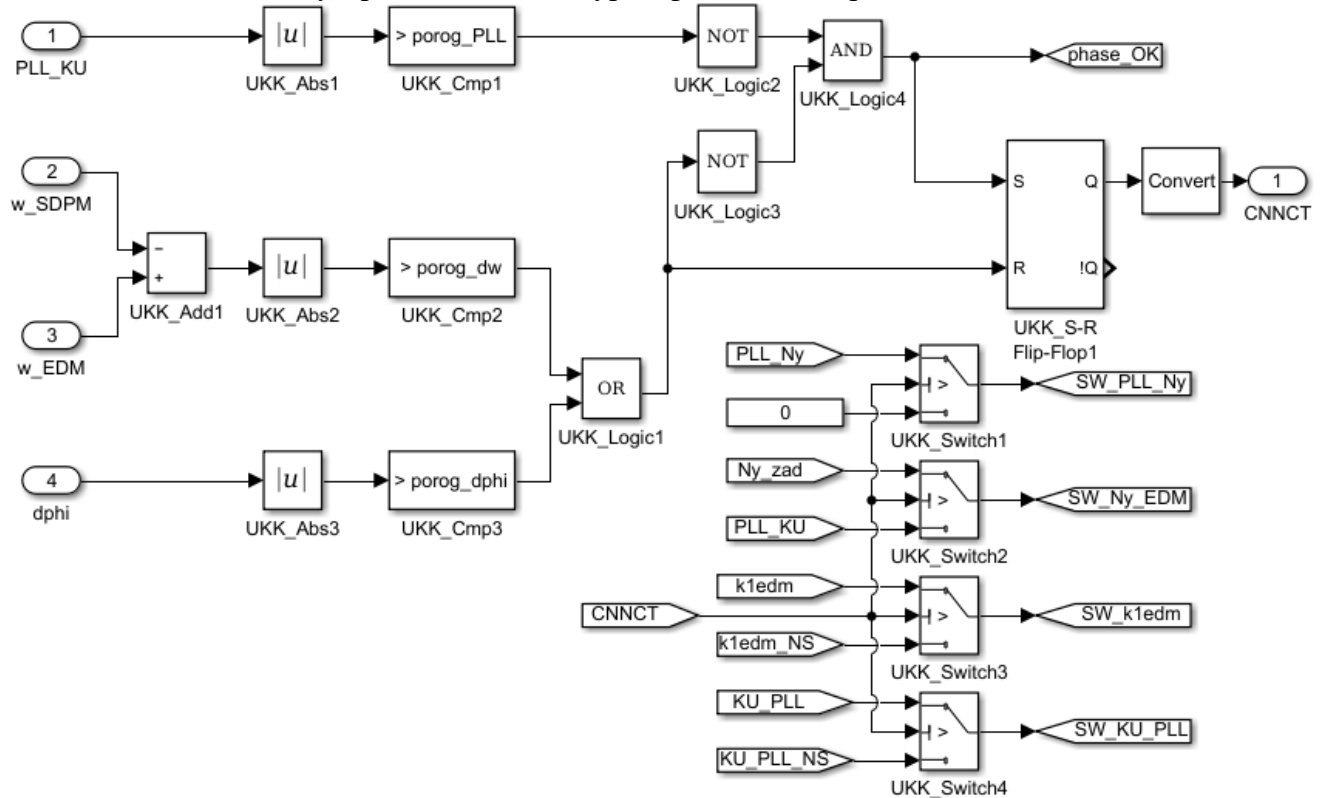 1
PLL_KU
|u|
UKK_Abs1
> porog_PLL
UKK_Cmp1
NOT
UKK_Logic2
AND
UKK_Logic4
phase_OK
2
w_SDPM
−
+
UKK_Add1
3
w_EDM
|u|
UKK_Abs2
> porog_dw
UKK_Cmp2
NOT
UKK_Logic3
S
Q
R
!Q
UKK_S-R
Flip-Flop1
Convert
1
CNNCT
OR
UKK_Logic1
4
dphi
|u|
UKK_Abs3
> porog_dphi
UKK_Cmp3
PLL_Ny
>
0
UKK_Switch1
SW_PLL_Ny
Ny_zad
>
PLL_KU
UKK_Switch2
SW_Ny_EDM
k1edm
CNNCT
>
k1edm_NS
UKK_Switch3
SW_k1edm
KU_PLL
>
KU_PLL_NS
UKK_Switch4
SW_KU_PLL